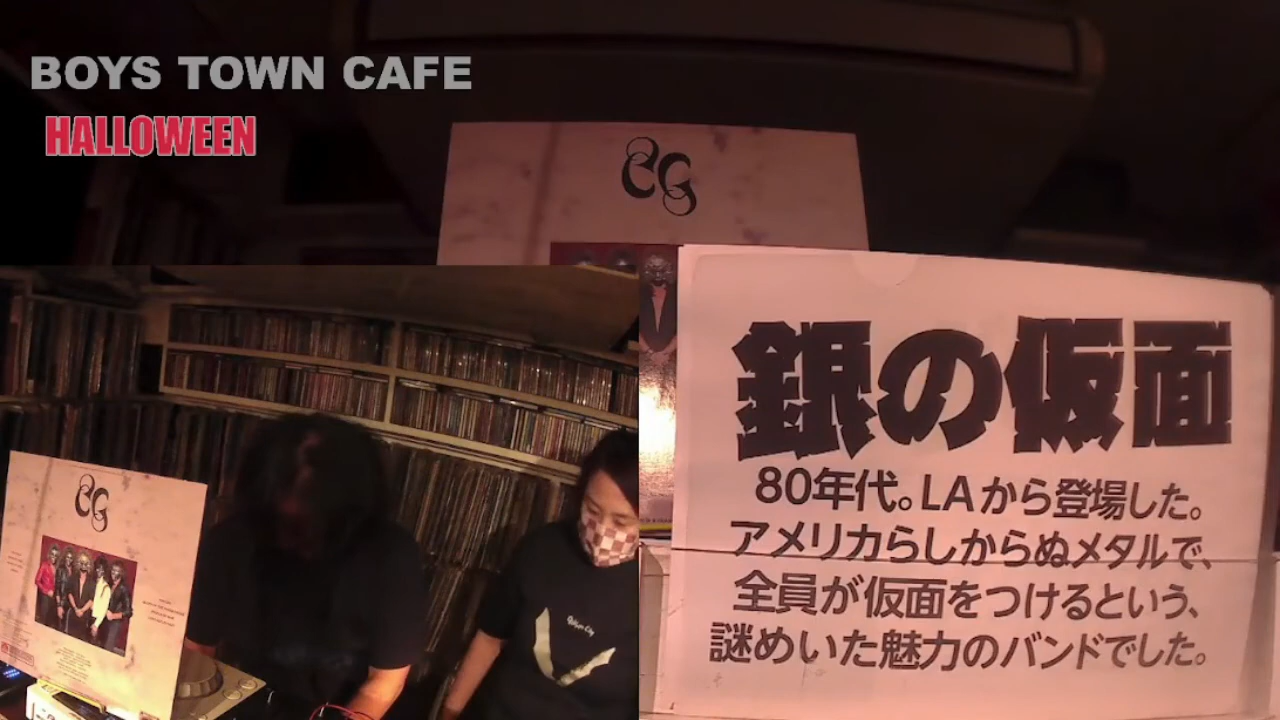 BOYS TOWN CAFE
HALLOWEEN
CG
銀の仮面
80年代。LAから登場した。
アメリカらしからぬメタルで、
全員が仮面をつけるという、
謎めいた魅力のバンドでした。
CG